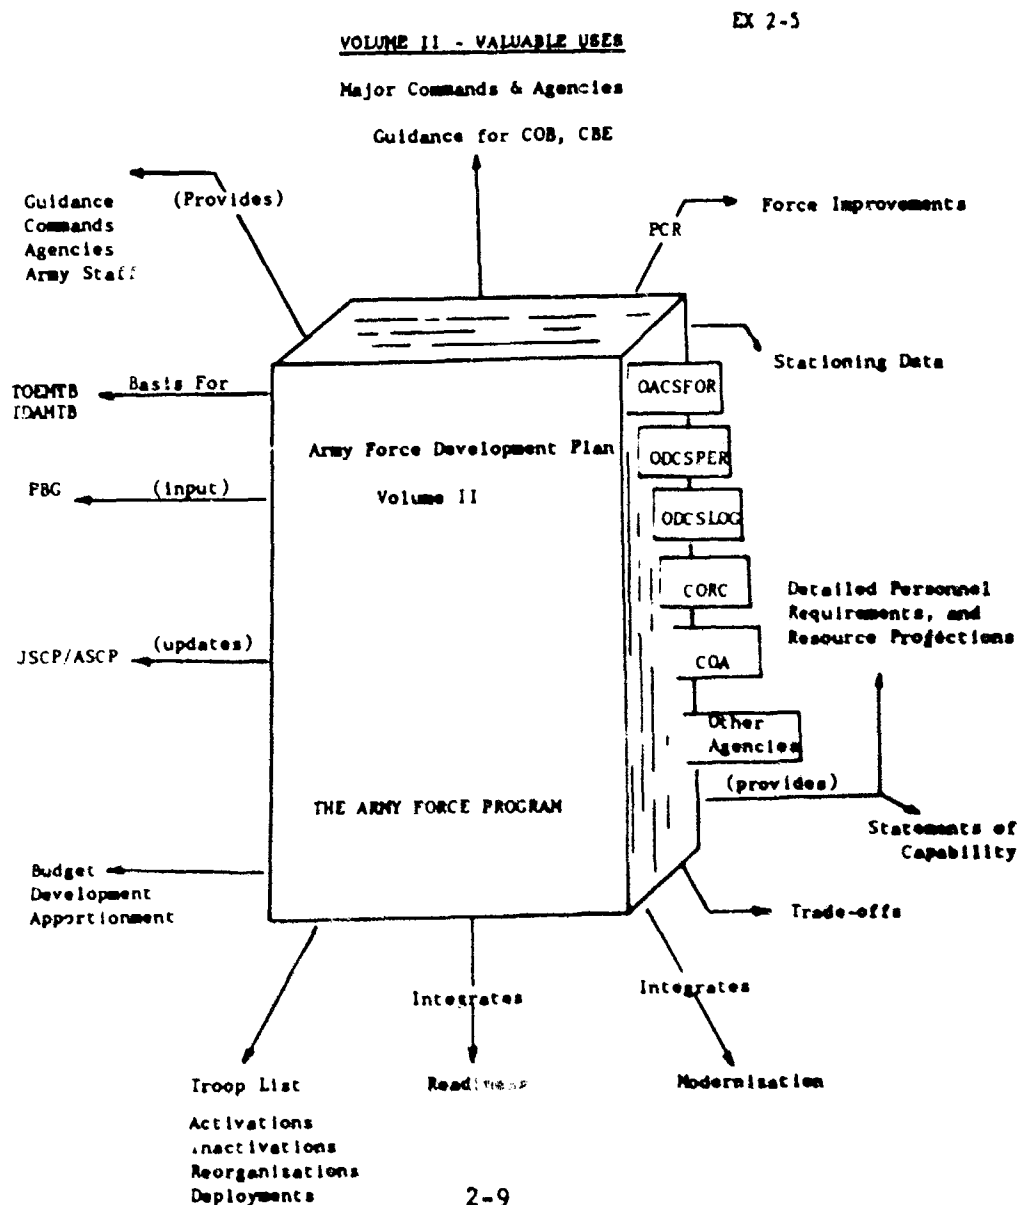 EX 2-5
VOLUME II - VALUABLE USES
Major Commands & Agencies
Guidance for COB, CBE
(Provides)
Guidance
Commands
Agencies
Army Staff
PCR
Force Improvements
Stationing Data
Basis For
TOEMTB
TDAMTB
PBG
(input)
JSCP/ASCP
(updates)
Army Force Development Plan
Volume II
THE ARMY FORCE PROGRAM
OACSFOR
ODCSPER
ODCSLOG
CORC
COA
Other
Agencies
Detailed Personnel
Requirements, and
Resource Projections
(provides)
Statements of
Capability
Trade-offs
Budget
Development
Apportionment
Integrates
Integrates
Troop List
Activations
Inactivations
Reorganizations
Deployments
Readiness
Modernization
2-9